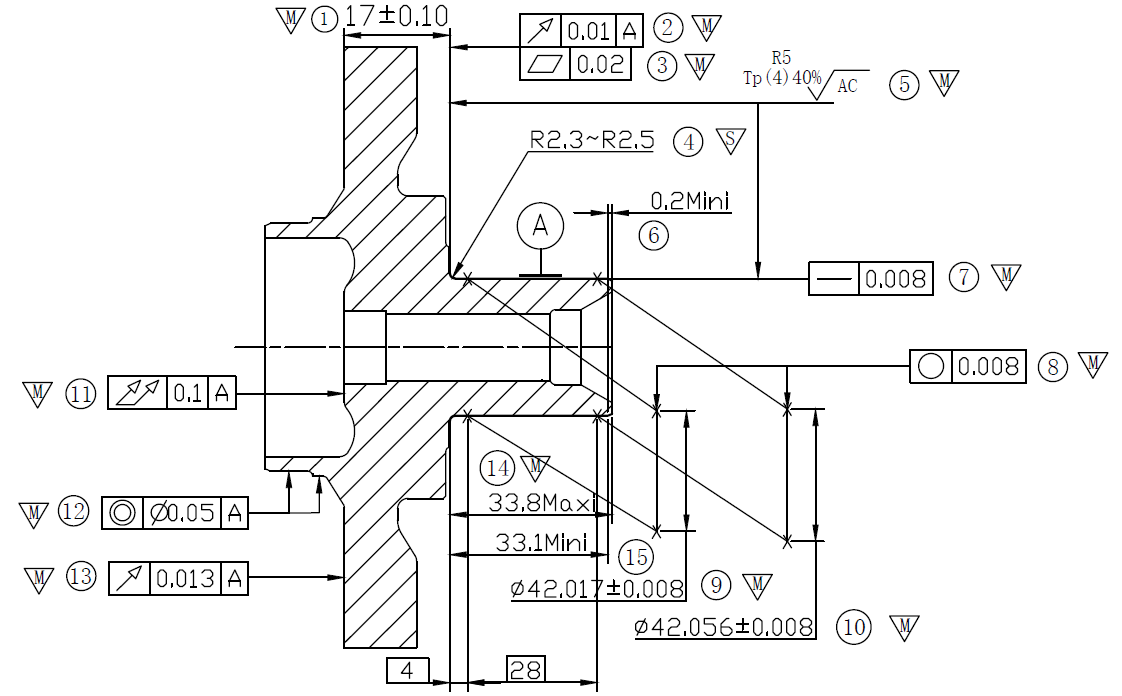 M 1 17±0.10
0.01 A 2 M
0.02 3 M
R5
Tp(4)40% AC 5 M
R2.3~R2.5 4 S
0.2Mini
6
A
0.008 7 M
0.008 8 M
M 11 0.1 A
14 M
33.8Maxi
M 12 Ø0.05 A
33.1Mini 15
M 13 0.013 A
Ø42.017±0.008 9 M
Ø42.056±0.008 10 M
4 28